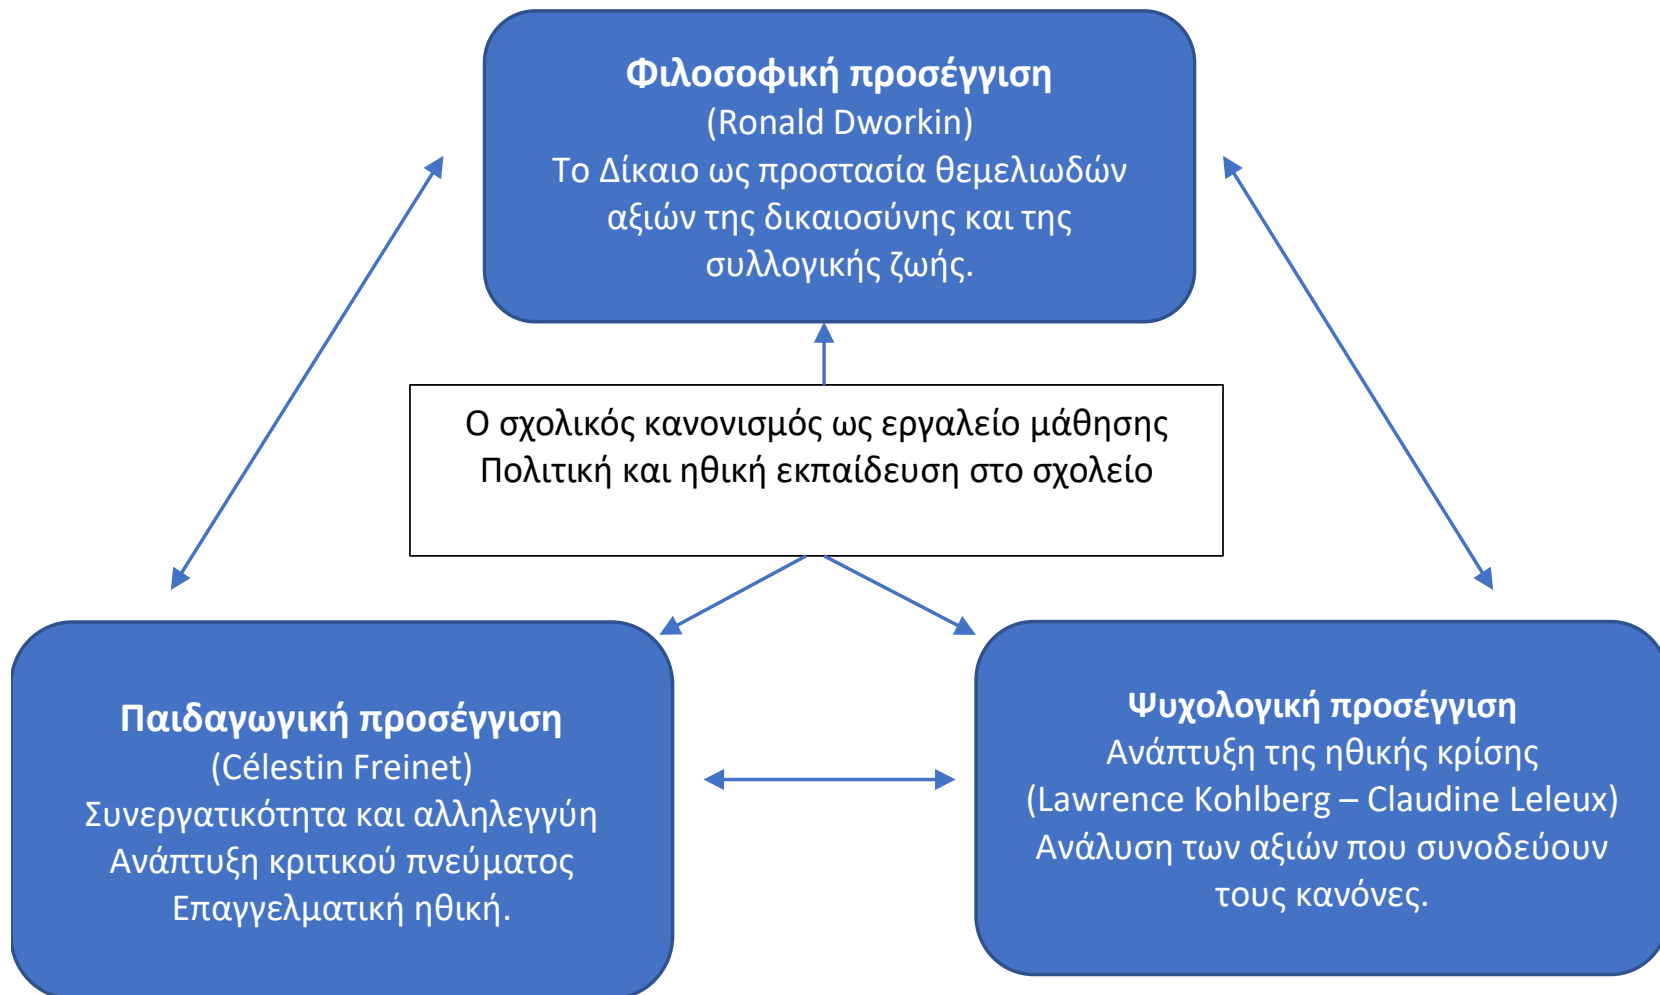 Φιλοσοφική προσέγγιση
(Ronald Dworkin)
Το Δίκαιο ως προστασία θεμελιωδών
αξιών της δικαιοσύνης και της
συλλογικής ζωής.
Ο σχολικός κανονισμός ως εργαλείο μάθησης
Πολιτική και ηθική εκπαίδευση στο σχολείο
Παιδαγωγική προσέγγιση
(Célestin Freinet)
Συνεργατικότητα και αλληλεγγύη
Ανάπτυξη κριτικού πνεύματος
Επαγγελματική ηθική.
Ψυχολογική προσέγγιση
Ανάπτυξη της ηθικής κρίσης
(Lawrence Kohlberg – Claudine Leleux)
Ανάλυση των αξιών που συνοδεύουν
τους κανόνες.